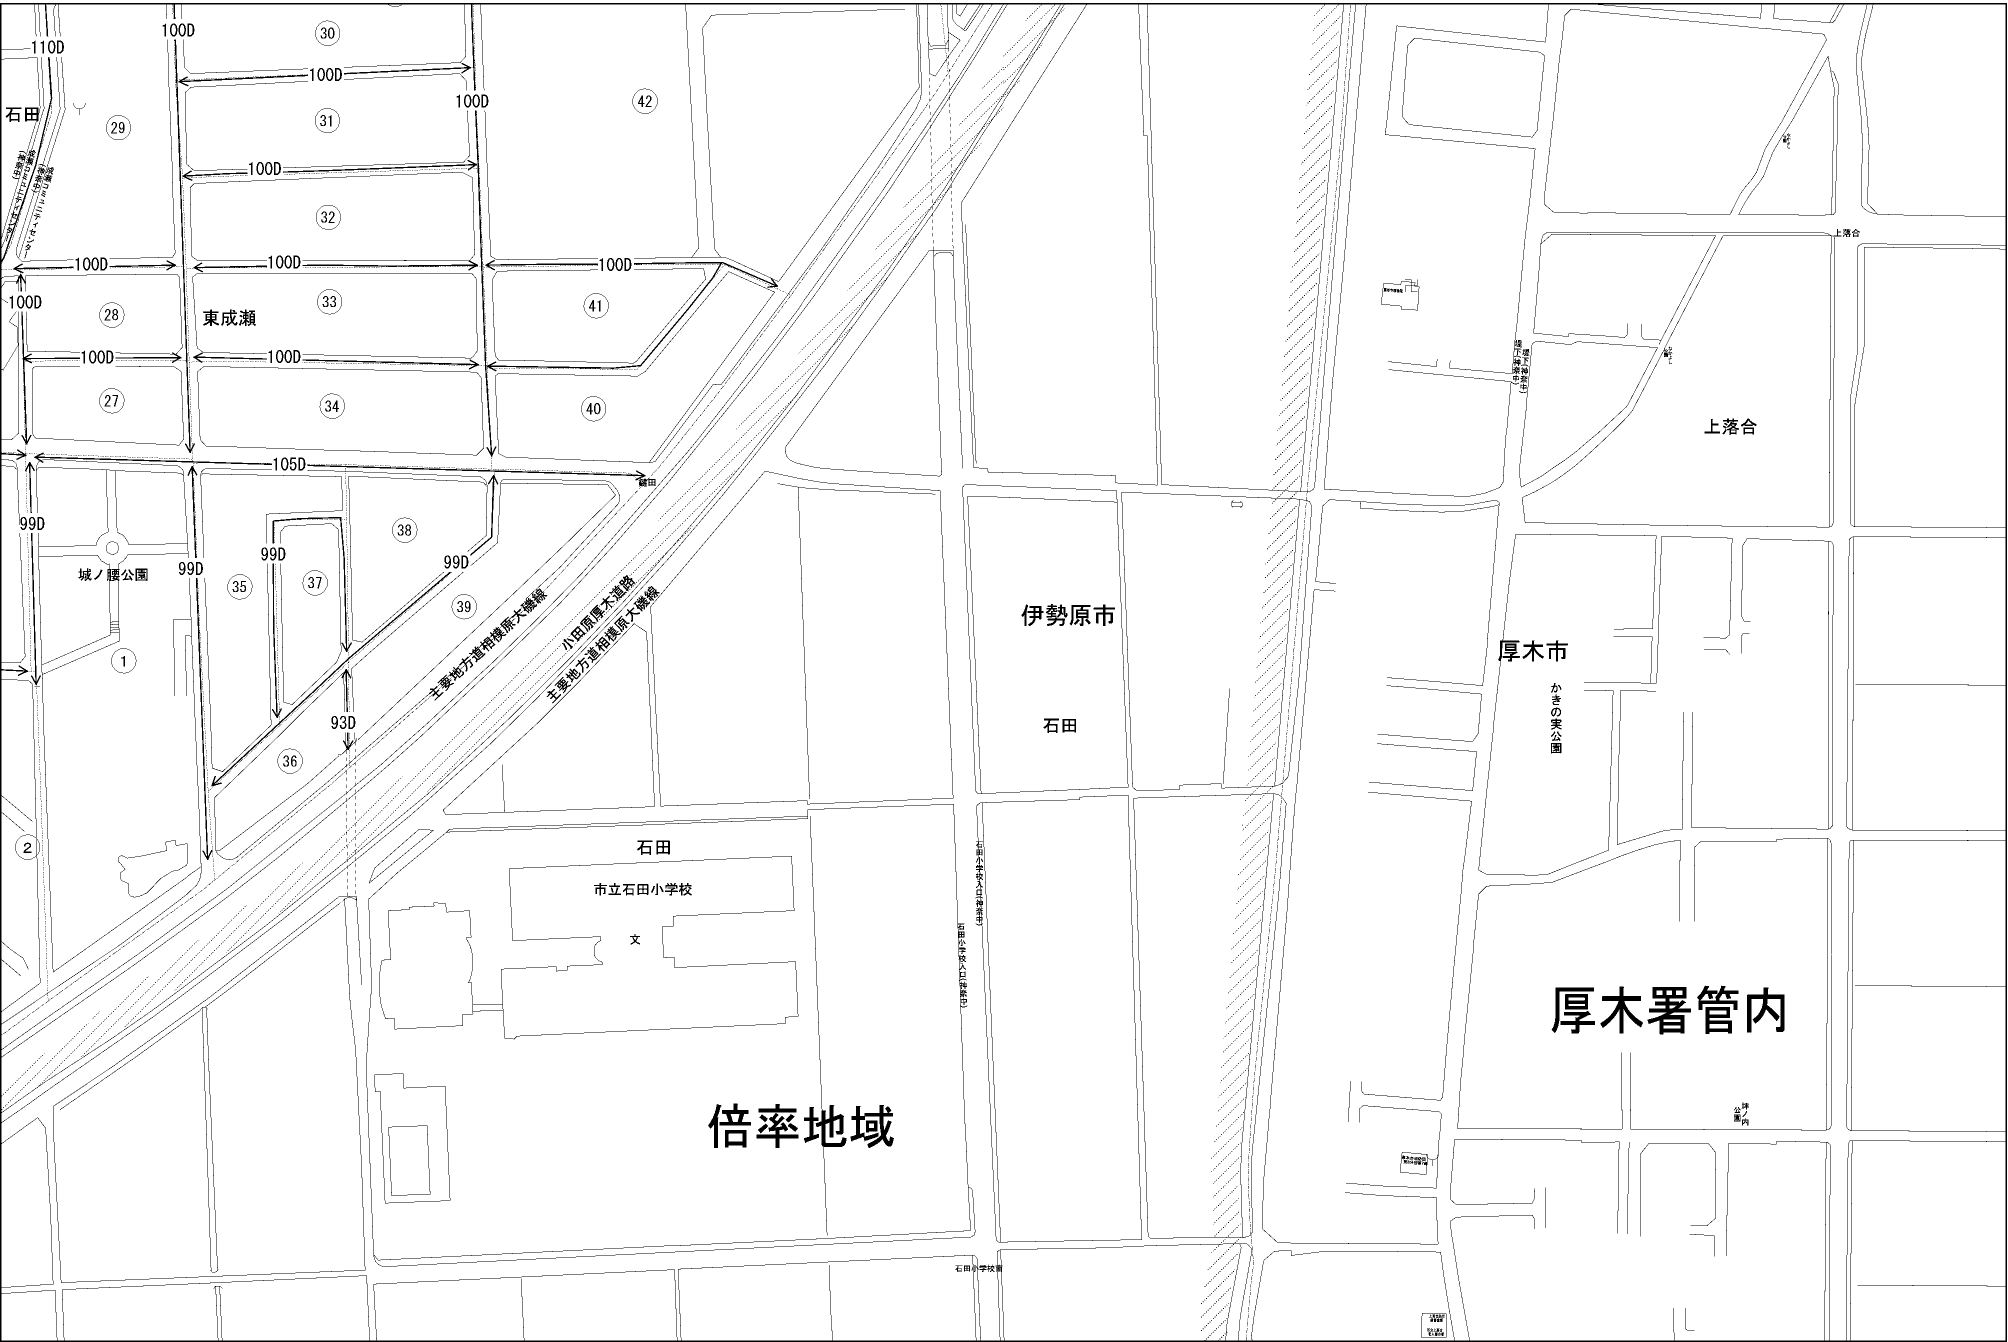 100D
110D
30
100D
100D
石田
29
31
42
100D
32
100D
100D
100D
上落合
100D
28
33
41
東成瀬
100D
100D
27
34
40
上落合
105D
99D
38
99D
99D
99D
城ノ腰公園
35
37
39
主要地方道相模原大磯線
小田原厚木道路
主要地方道相模原大磯線
伊勢原市
厚木市
かきの実公園
1
93D
石田
36
2
石田
市立石田小学校
文
石田小学校入口(神奈中)
石田小学校入口(神奈中)
厚木署管内
倍率地域
石田小学校東